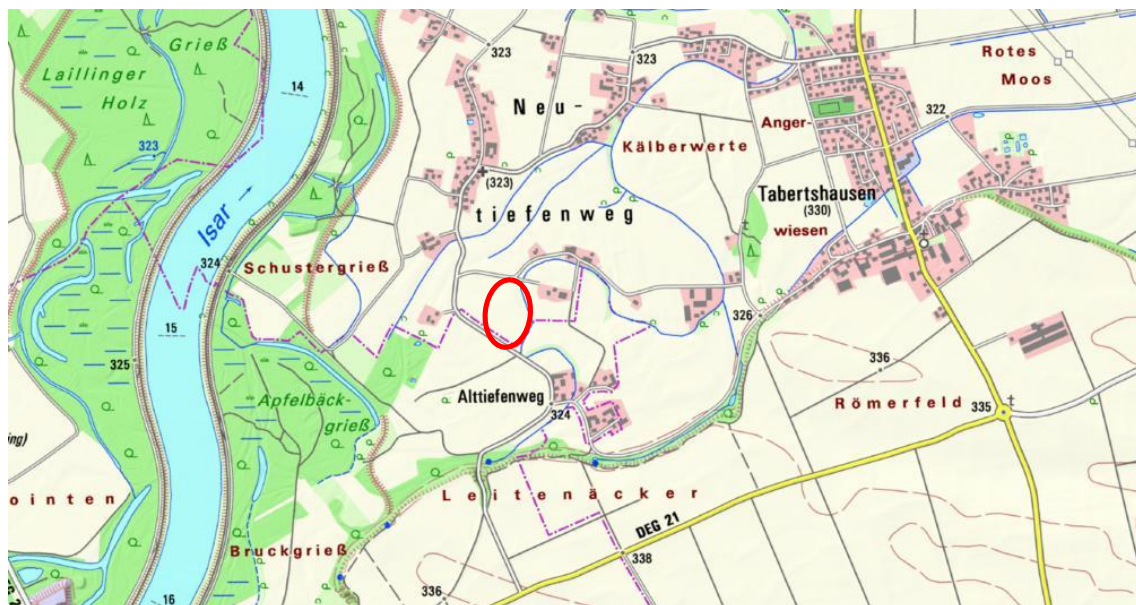 Grieß
Laillinger
Holz
323
14
Isar
324
15
325
16
Schustergrieß
Apfelbäck-
grieß
ointen
Bruckgrieß
323
323
Neu-
tiefenweg
(323)
Kälberwerte
Anger-
wiesen
Tabertshausen
(330)
322
Rotes
Moos
326
336
Römerfeld
335
Alttiefenweg
324
Leitenäcker
DEG 21
338
336
ing)